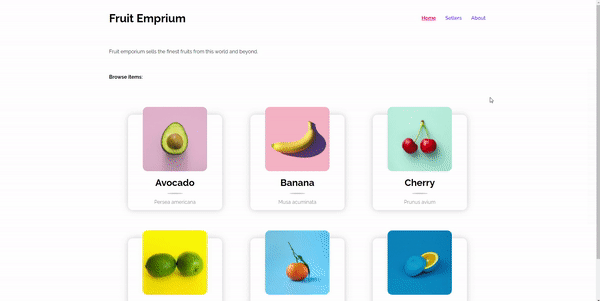 Fruit Emprium
Home Sellers About
Fruit emporium sells the finest fruits from this world and beyond.
Browse items:
Avocado Banana Cherry
Persea americana Musa acuminata Prunus avium